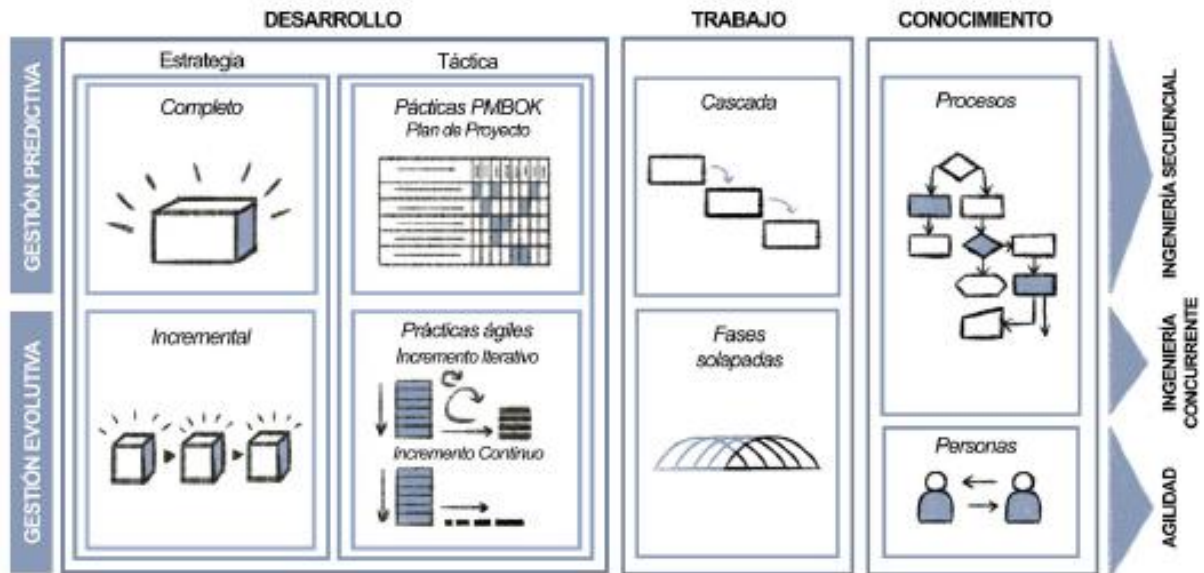 DESARROLLO
TRABAJO
CONOCIMIENTO
GESTIÓN PREDICTIVA
Estrategia
Táctica
Completo
Pácticas PMBOK
Plan de Proyecto
Cascada
Procesos
INGENIERÍA SECUENCIAL
GESTIÓN EVOLUTIVA
Incremental
Prácticas ágiles
Incremento Iterativo
Incremento Continuo
Fases
solapadas
INGENIERÍA
CONCURRENTE
Personas
AGILIDAD